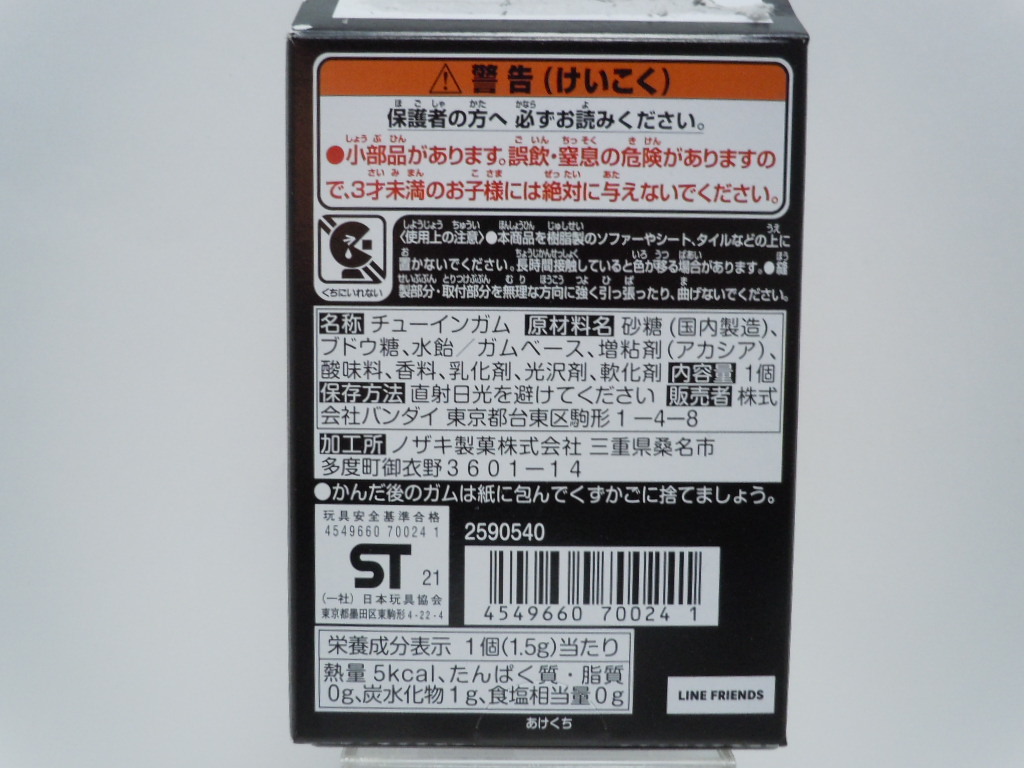 ⚠警告(けいこく)
保護者の方へ 必ずお読みください。
●小部品があります。誤飲・窒息の危険がありますの
で、3才未満のお子様には絶対に与えないでください。
くちにいれない
〈使用上の注意〉●本商品を樹脂製のソファーやシート、タイルなどの上に
置かないでください。長時間接触していると色が移る場合があります。●縫
製部分・取付部分を無理な方向に強く引っ張ったり、曲げないでください。
名称 チューインガム 原材料名 砂糖(国内製造)、
ブドウ糖、水飴/ガムベース、増粘剤(アカシア)、
酸味料、香料、乳化剤、光沢剤、軟化剤 内容量 1個
保存方法 直射日光を避けてください 販売者 株式
会社バンダイ 東京都台東区駒形1-4-8
加工所 ノザキ製菓株式会社 三重県桑名市
多度町御衣野3601-14
●かんだ後のガムは紙に包んでくずかごに捨てましょう。
玩具安全基準合格
4549660 70024 1
ST 21
(一社)日本玩具協会
東京都墨田区東駒形4-22-4
2590540
4549660 70024 1
栄養成分表示 1個(1.5g)当たり
熱量5kcal、たんぱく質・脂質
0g、炭水化物1g、食塩相当量0g
LINE FRIENDS
あけくち